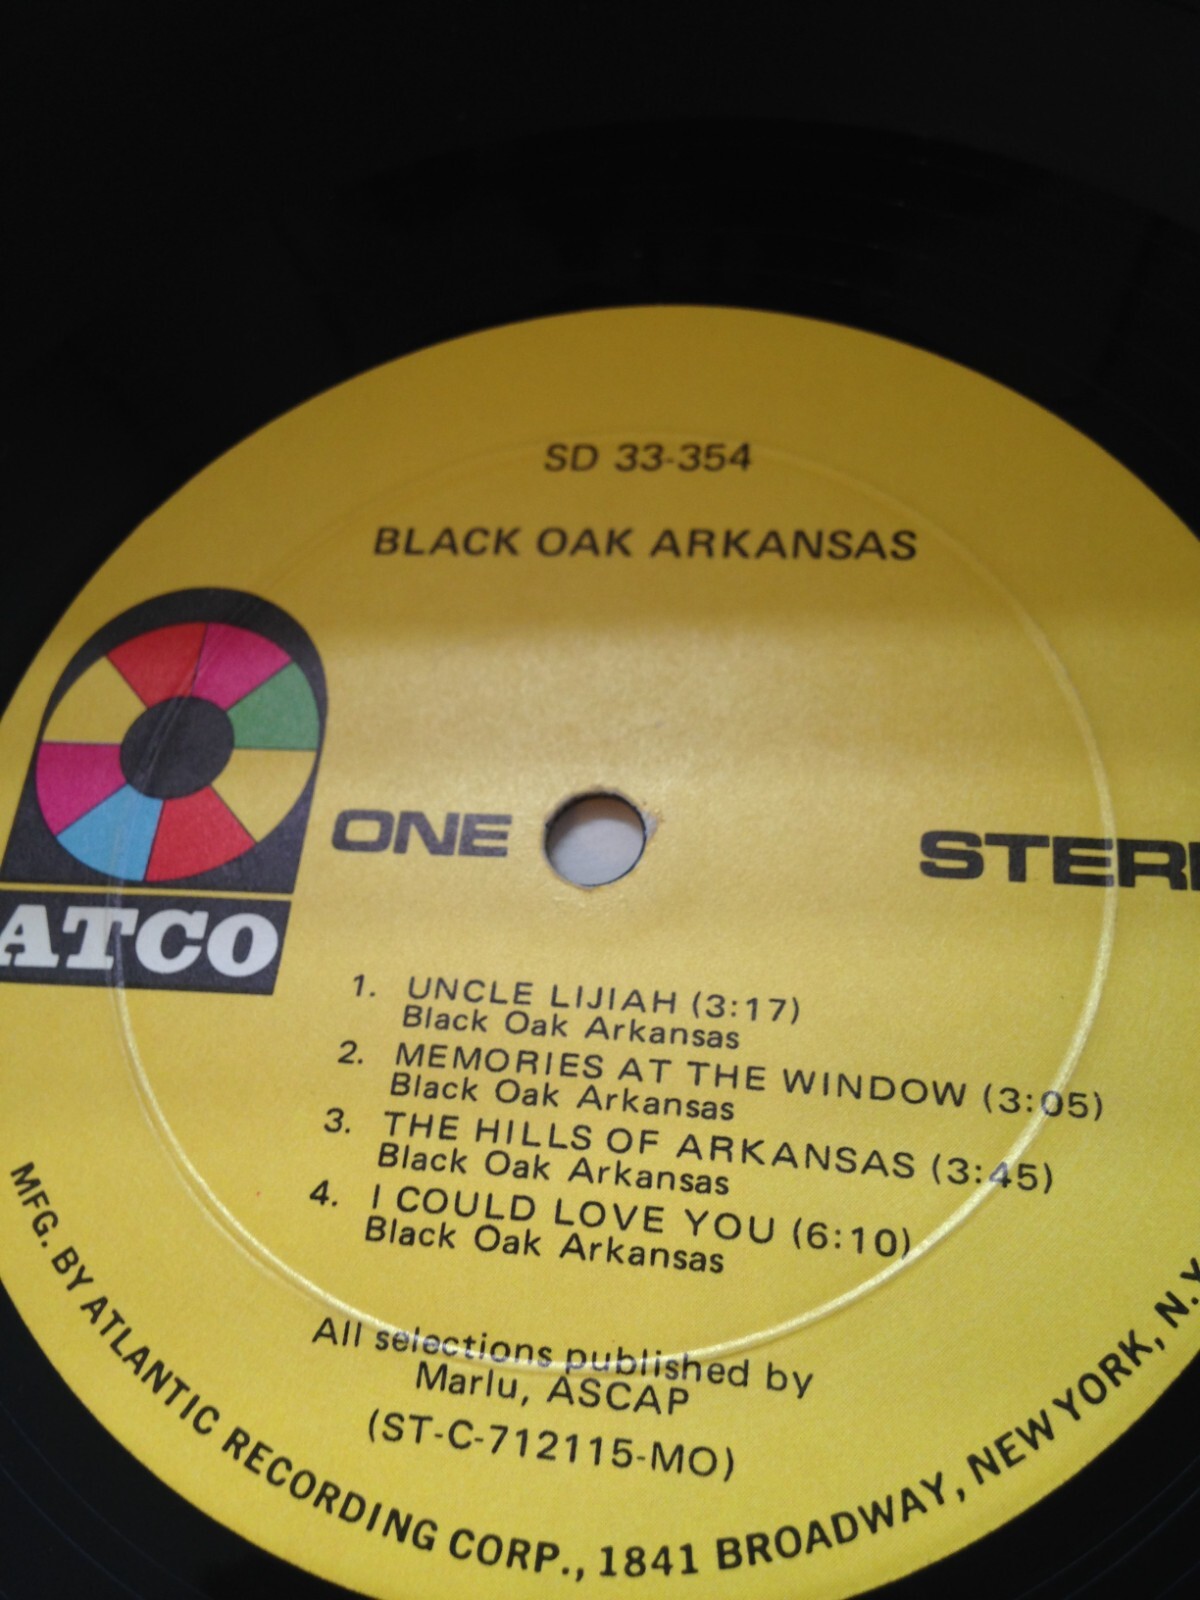 SD 33-354
BLACK OAK ARKANSAS
ATCO
ONE
STERE
1. UNCLE LIJIAH (3:17)
Black Oak Arkansas
2. MEMORIES AT THE WINDOW (3:05)
Black Oak Arkansas
3. THE HILLS OF ARKANSAS (3:45)
Black Oak Arkansas
4. I COULD LOVE YOU (6:10)
Black Oak Arkansas
All selections published by
Marlu, ASCAP
(ST-C-712115-MO)
MFG. BY ATLANTIC RECORDING CORP., 1841 BROADWAY, NEW YORK, N.Y